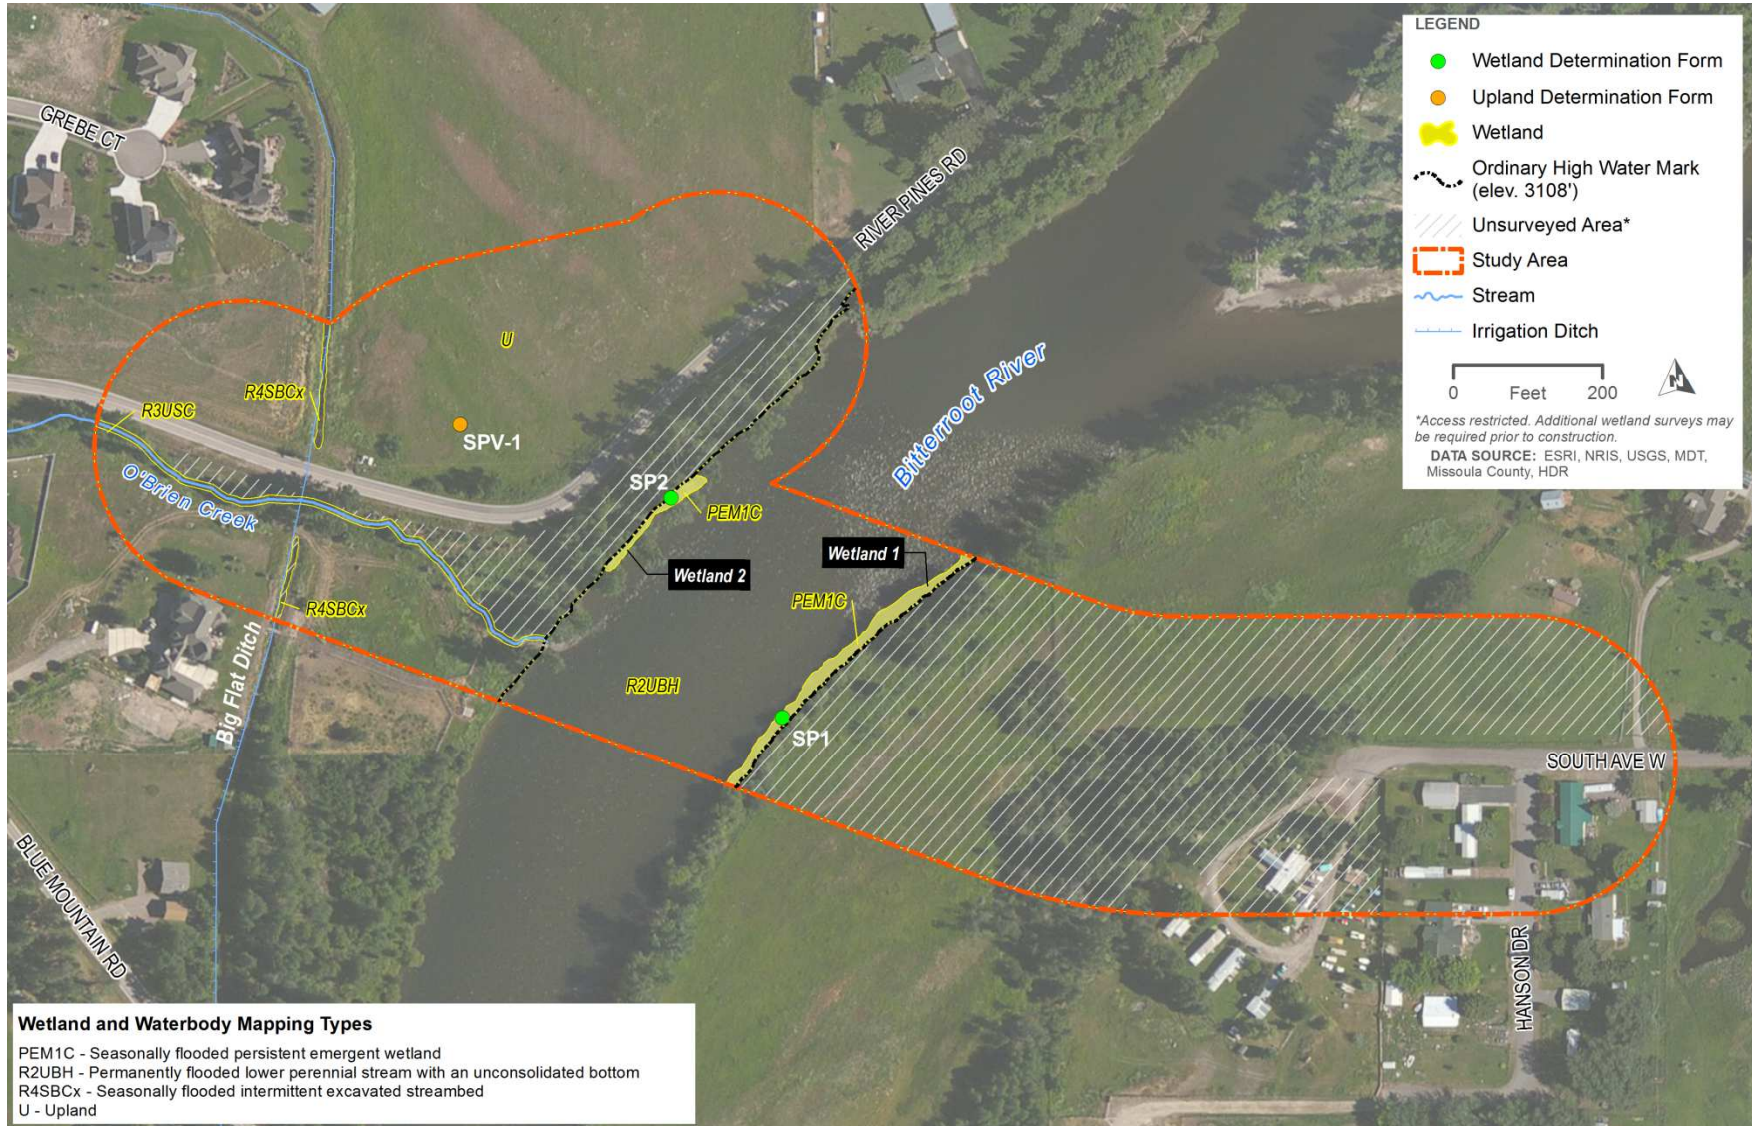 LEGEND
Wetland Determination Form
Upland Determination Form
Wetland
Ordinary High Water Mark
(elev. 3108')
Unsurveyed Area*
Study Area
Stream
Irrigation Ditch
0 Feet 200
N
*Access restricted. Additional wetland surveys may
be required prior to construction.
DATA SOURCE: ESRI, NRIS, USGS, MDT,
Missoula County, HDR
GREBE CT
RIVER PINES RD
U
R4SBCx
R3USC
SPV-1
Bitterroot River
O'Brien Creek
SP2
PEM1C
Wetland 2
Wetland 1
PEM1C
R4SBCx
Big Flat Ditch
R2UBH
SP1
SOUTH AVE W
BLUE MOUNTAIN RD
HANSON DR
Wetland and Waterbody Mapping Types
PEM1C - Seasonally flooded persistent emergent wetland
R2UBH - Permanently flooded lower perennial stream with an unconsolidated bottom
R4SBCx - Seasonally flooded intermittent excavated streambed
U - Upland